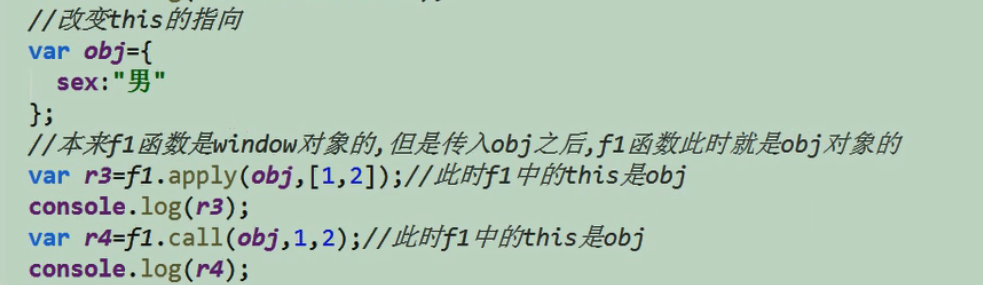 //改变this的指向
var obj={
  sex:"男"
};
//本来f1函数是window对象的,但是传入obj之后,f1函数此时就是obj对象的
var r3=f1.apply(obj,[1,2]);//此时f1中的this是obj
console.log(r3);
var r4=f1.call(obj,1,2);//此时f1中的this是obj
console.log(r4);